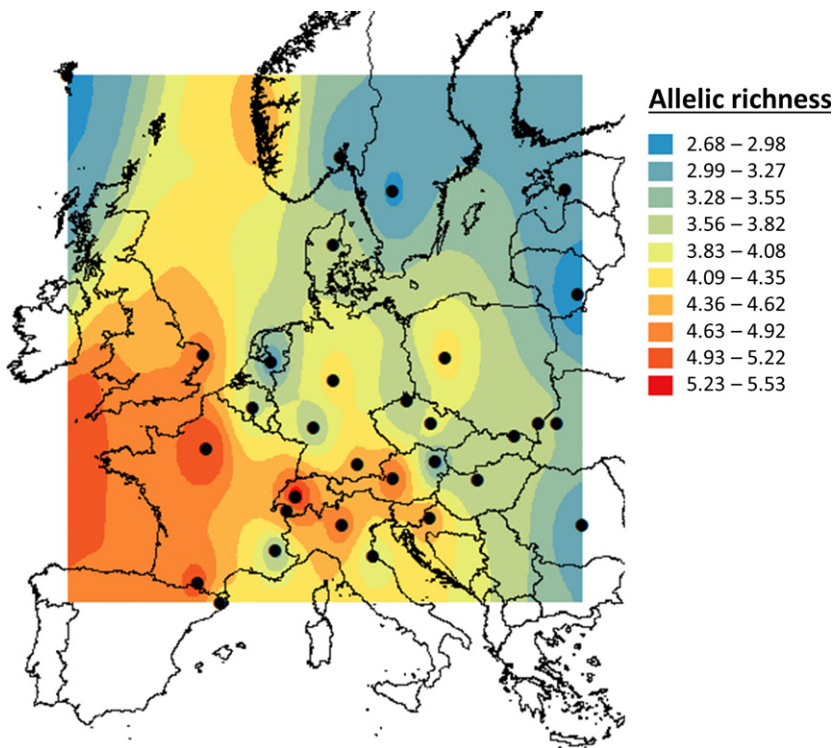 Allelic richness
2.68 – 2.98
2.99 – 3.27
3.28 – 3.55
3.56 – 3.82
3.83 – 4.08
4.09 – 4.35
4.36 – 4.62
4.63 – 4.92
4.93 – 5.22
5.23 – 5.53